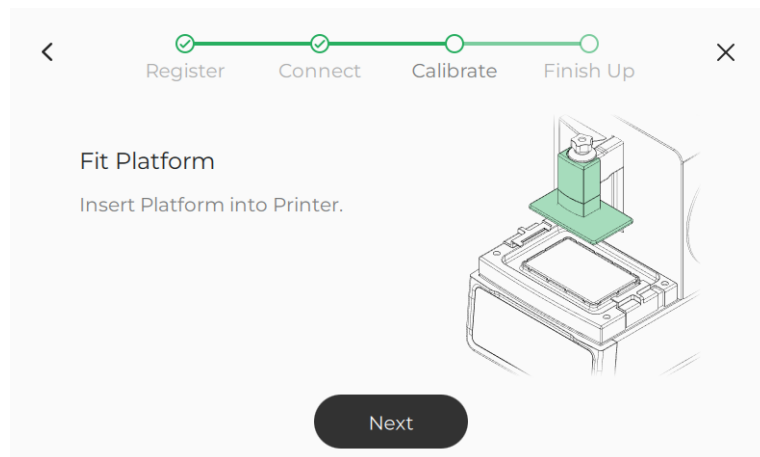 Register Connect Calibrate Finish Up
Fit Platform
Insert Platform into Printer.
Next